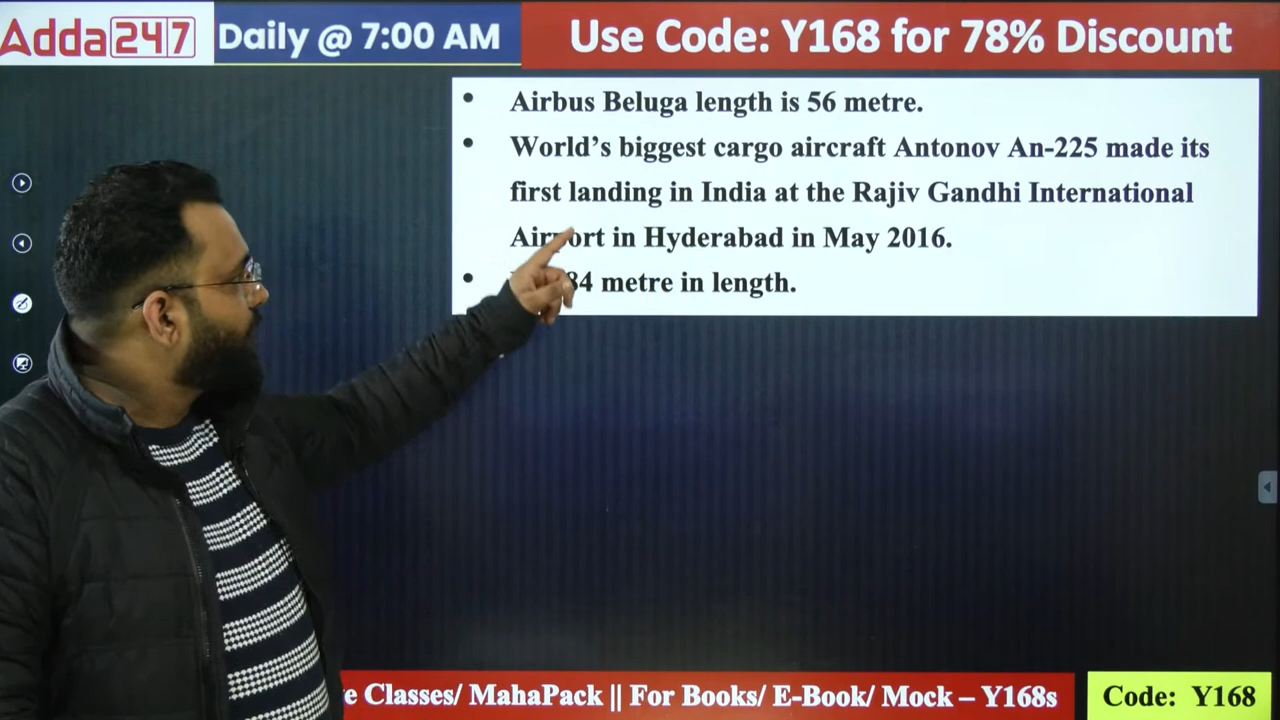 Adda247
Daily @ 7:00 AM
Use Code: Y168 for 78% Discount
• Airbus Beluga length is 56 metre.
• World's biggest cargo aircraft Antonov An-225 made its
first landing in India at the Rajiv Gandhi International
Airport in Hyderabad in May 2016.
• 84 metre in length.
Classes/ MahaPack || For Books/ E-Book/ Mock – Y168s
Code: Y168